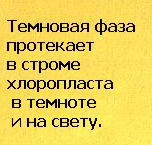 Темновая фаза
протекает
в строме
хлоропласта
в темноте
и на свету.